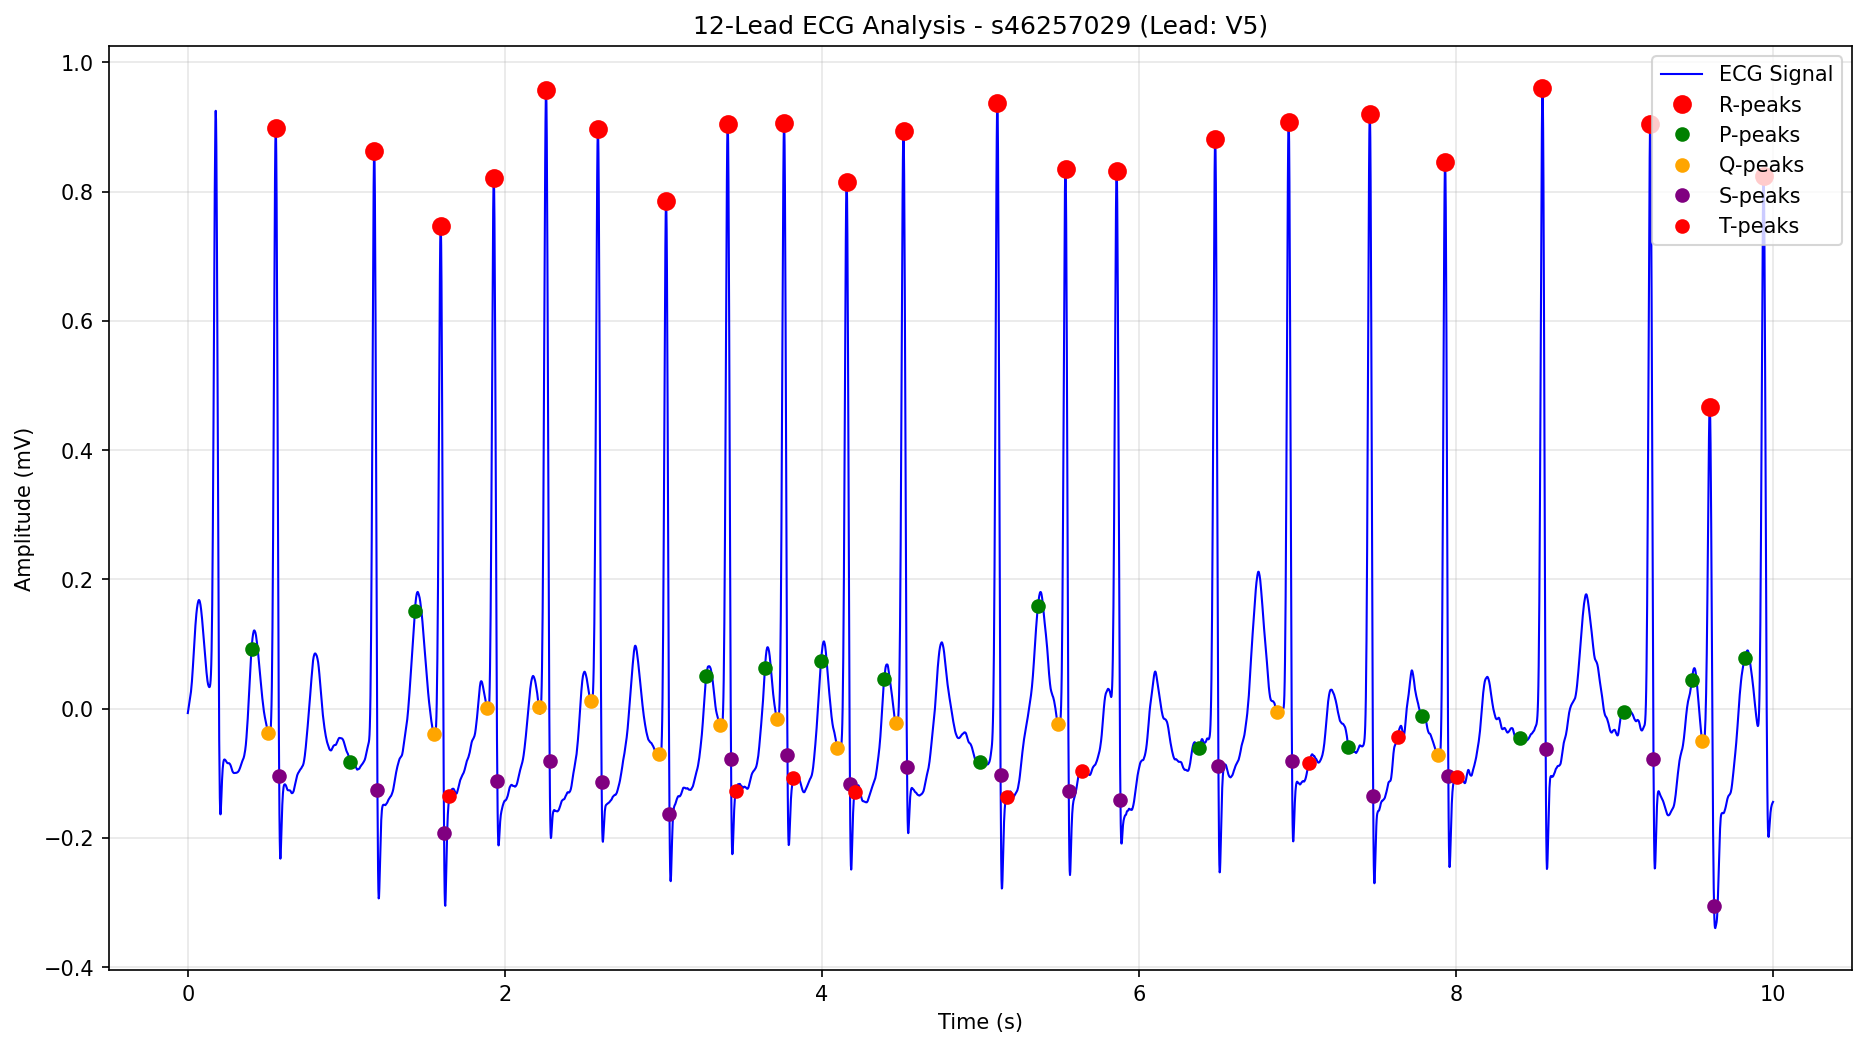 12-Lead ECG Analysis - s46257029 (Lead: V5)
ECG Signal
R-peaks
P-peaks
Q-peaks
S-peaks
T-peaks
Amplitude (mV)
1.0
0.8
0.6
0.4
0.2
0.0
−0.2
−0.4
0 2 4 6 8 10
Time (s)